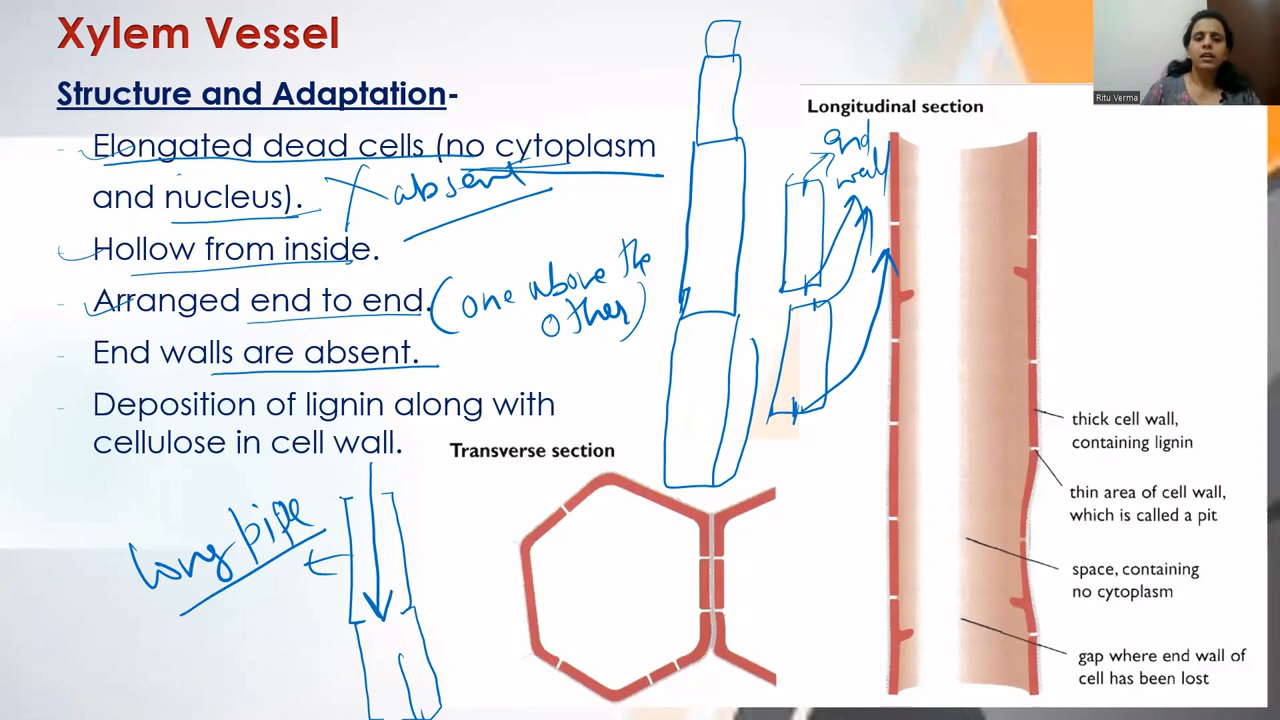 Xylem Vessel
Structure and Adaptation-
- Elongated dead cells (no cytoplasm
and nucleus).
absent
- Hollow from inside.
- Arranged end to end.
(one above the
other)
- End walls are absent.
- Deposition of lignin along with
cellulose in cell wall.
long pipe
Transverse section
end
wall
Longitudinal section
thick cell wall,
containing lignin
thin area of cell wall,
which is called a pit
space, containing
no cytoplasm
gap where end wall of
cell has been lost
Ritu Verma